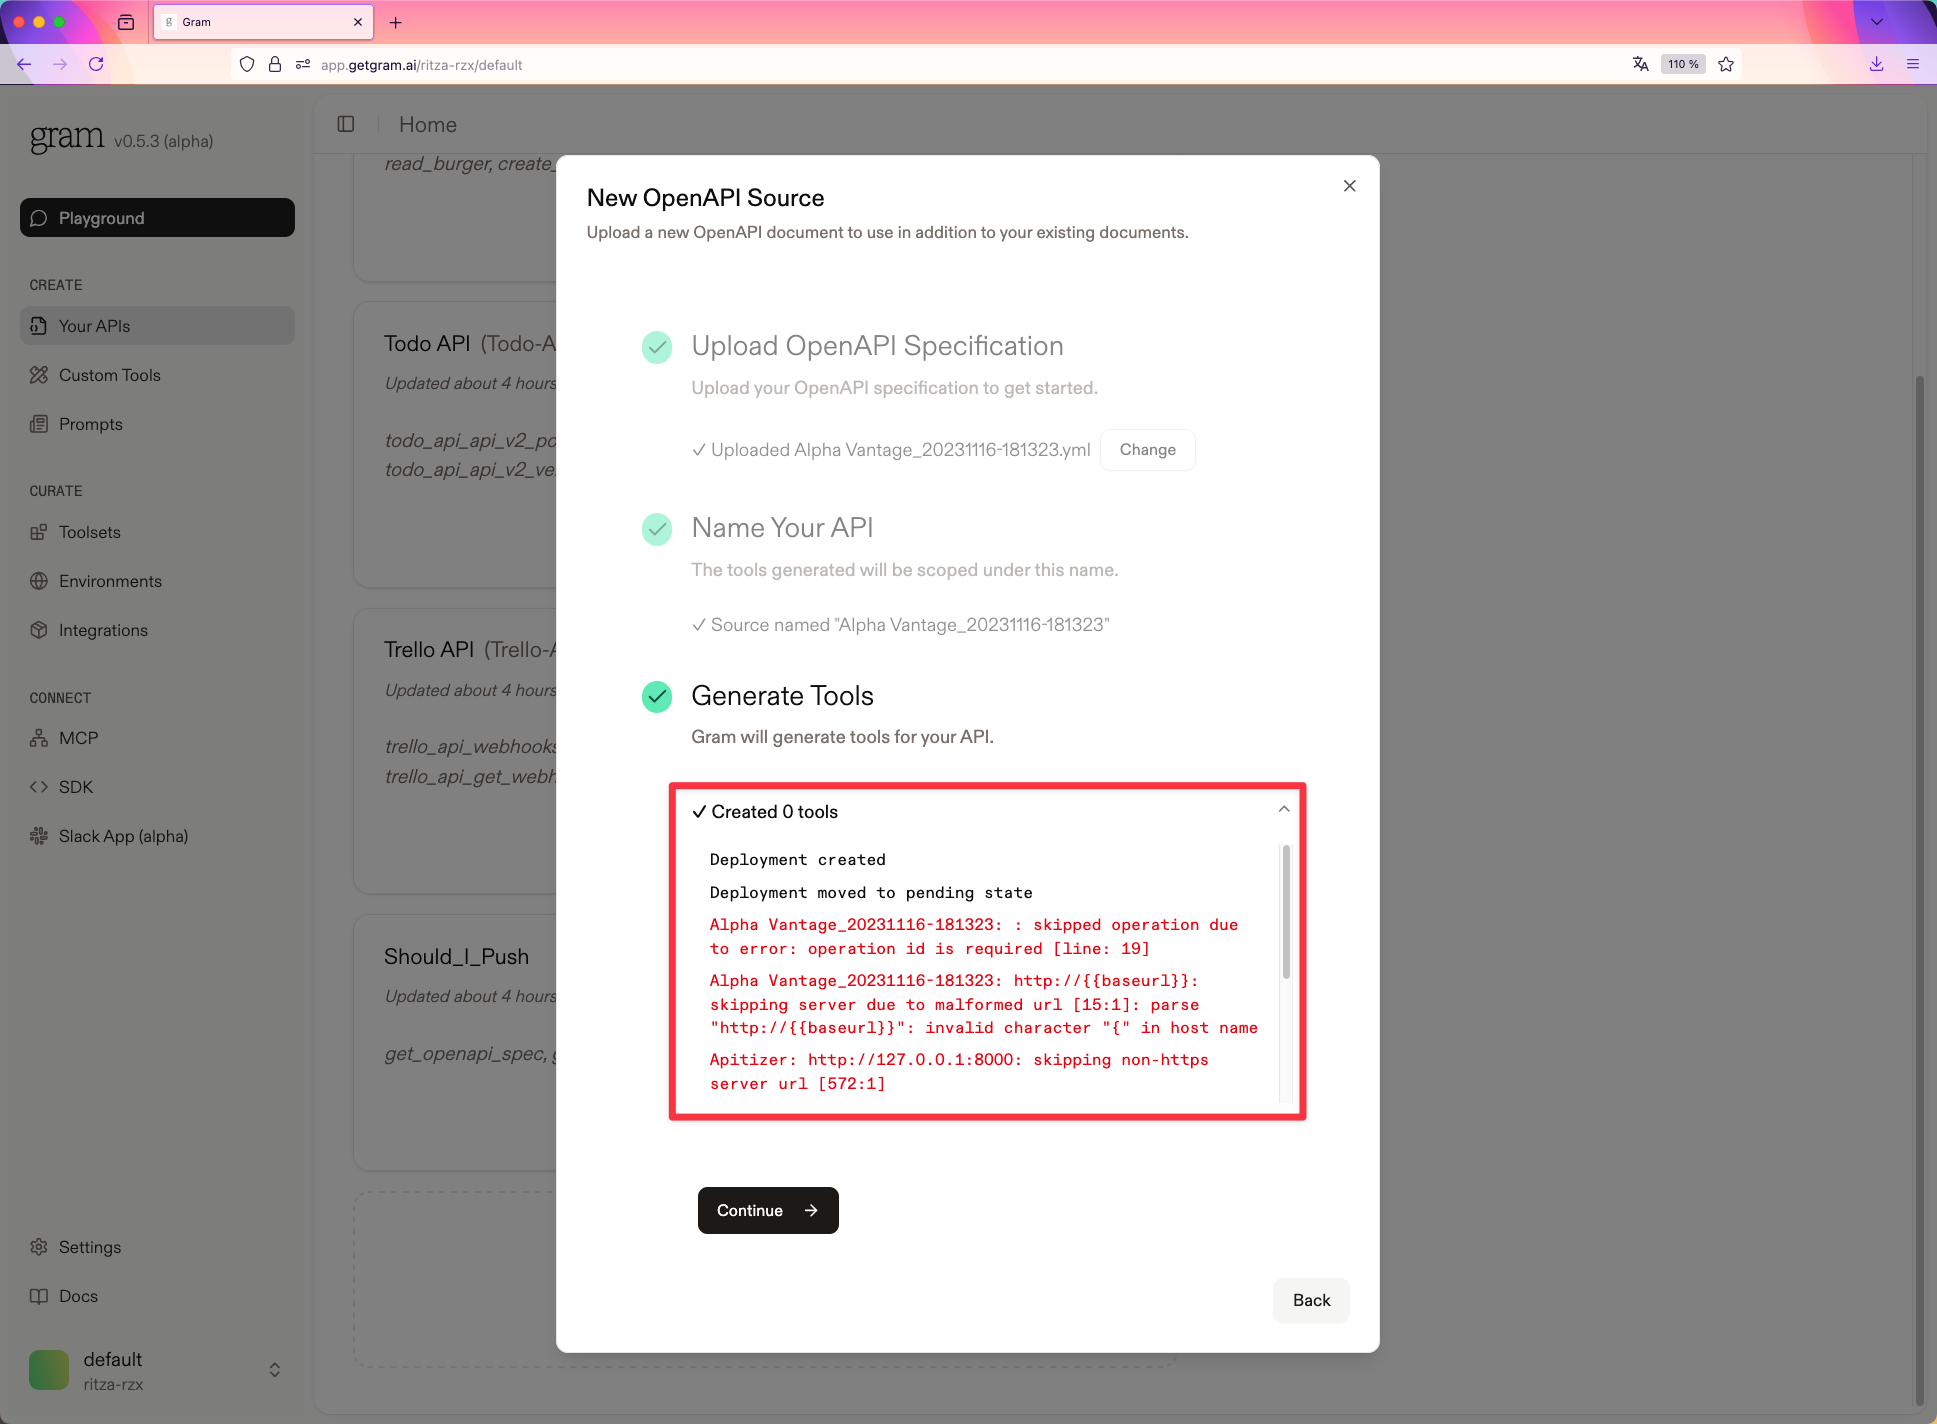 g Gram
app.getgram.ai/ritza-rzx/default
110 %
gram v0.5.3 (alpha)
Playground
CREATE
Your APIs
Custom Tools
Prompts
CURATE
Toolsets
Environments
Integrations
CONNECT
MCP
SDK
Slack App (alpha)
Settings
Docs
default
ritza-rzx
Home
read_burger, create_
Todo API (Todo-A
Updated about 4 hours
todo_api_api_v2_po
todo_api_api_v2_ve
Trello API (Trello-A
Updated about 4 hours
trello_api_webhooks
trello_api_get_webh
Should_I_Push
Updated about 4 hours
get_openapi_spec, g
New OpenAPI Source
Upload a new OpenAPI document to use in addition to your existing documents.
Upload OpenAPI Specification
Upload your OpenAPI specification to get started.
✓ Uploaded Alpha Vantage_20231116-181323.yml
Change
Name Your API
The tools generated will be scoped under this name.
✓ Source named "Alpha Vantage_20231116-181323"
Generate Tools
Gram will generate tools for your API.
✓ Created 0 tools
Deployment created
Deployment moved to pending state
Alpha Vantage_20231116-181323: : skipped operation due
to error: operation id is required [line: 19]
Alpha Vantage_20231116-181323: http://{{baseurl}}:
skipping server due to malformed url [15:1]: parse
"http://{{baseurl}}": invalid character "{" in host name
Apitizer: http://127.0.0.1:8000: skipping non-https
server url [572:1]
Continue →
Back